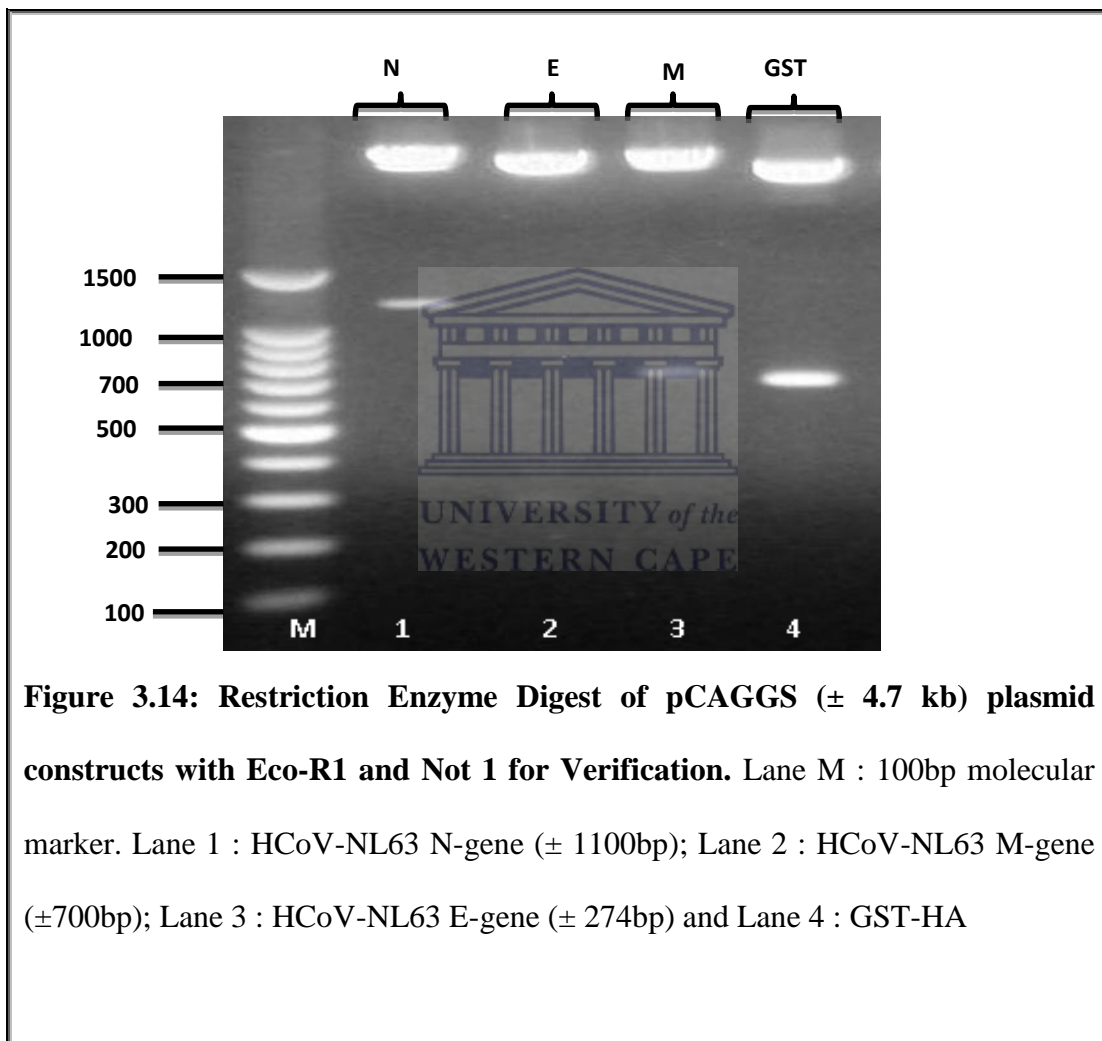 N E M GST
1500
1000
700
500
300
200
100
UNIVERSITY of the
WESTERN CAPE
M 1 2 3 4
Figure 3.14: Restriction Enzyme Digest of pCAGGS (± 4.7 kb) plasmid
constructs with Eco-R1 and Not 1 for Verification. Lane M : 100bp molecular
marker. Lane 1 : HCoV-NL63 N-gene (± 1100bp); Lane 2 : HCoV-NL63 M-gene
(±700bp); Lane 3 : HCoV-NL63 E-gene (± 274bp) and Lane 4 : GST-HA